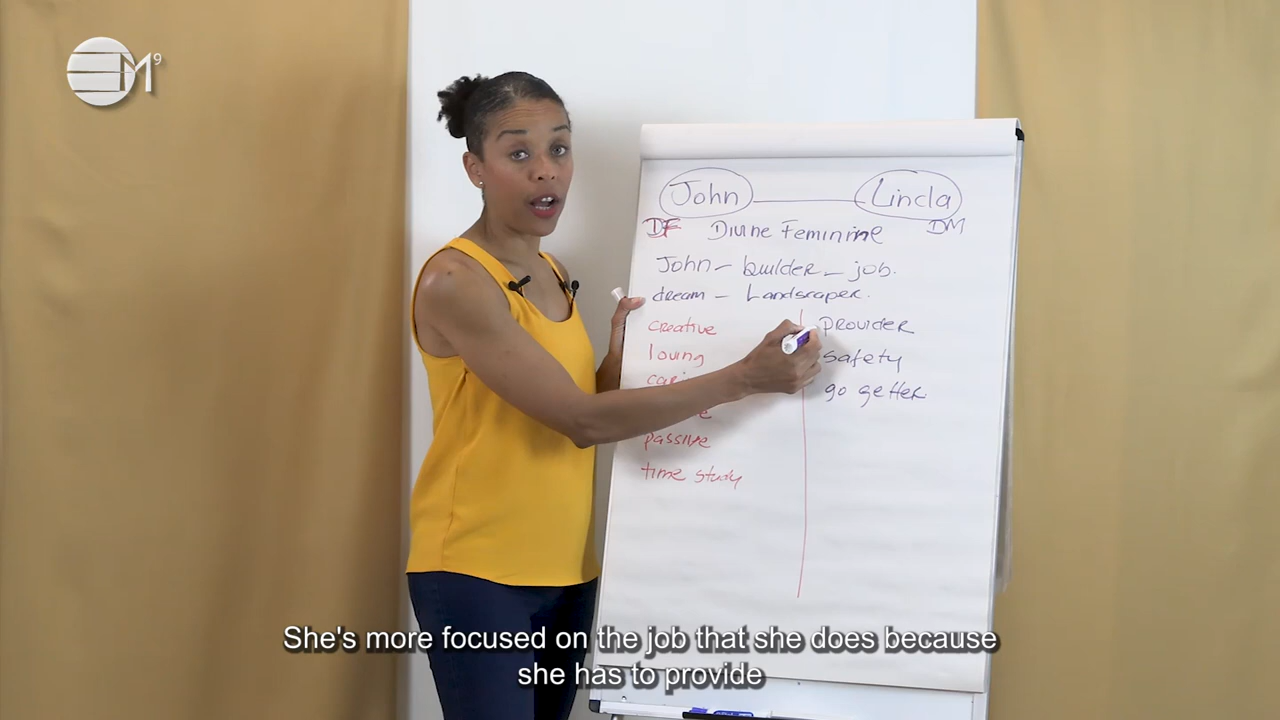 EM9
John — Linda
DF Divine Feminine DM
John - builder - job.
dream - Landscaper.
creative provider
loving safety
go getter
passive
time study
She's more focused on the job that she does because
she has to provide